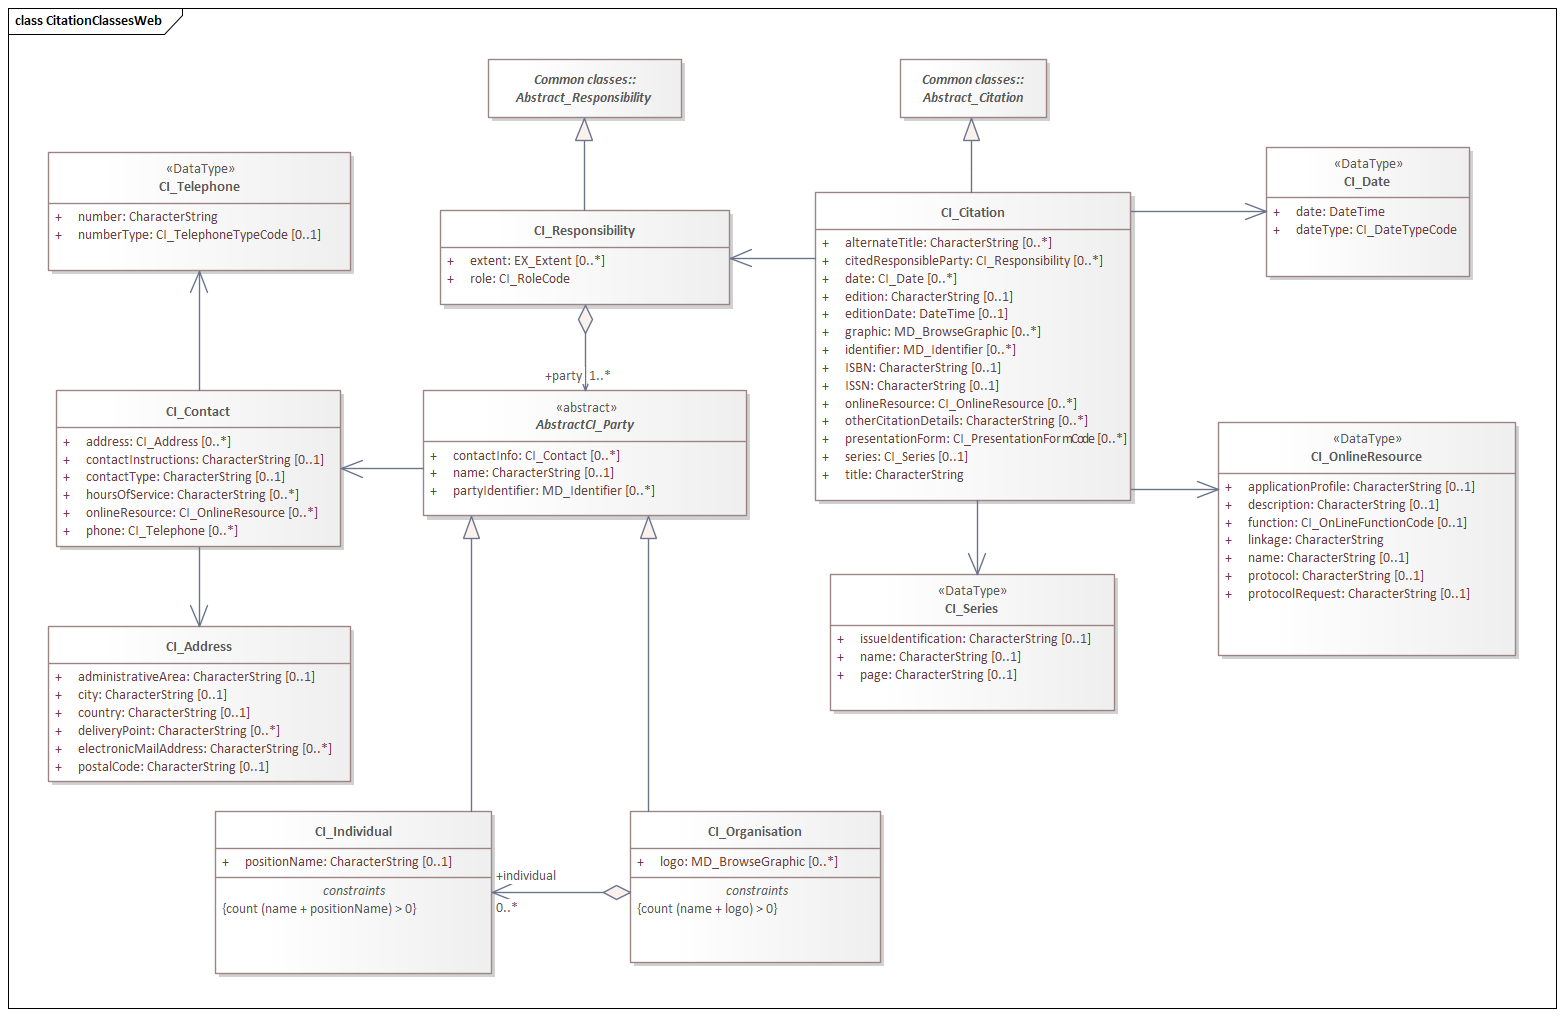 class CitationClassesWeb
Common classes::
Abstract_Responsibility
Common classes::
Abstract_Citation
«DataType»
CI_Telephone
+ number: CharacterString
+ numberType: CI_TelephoneTypeCode [0..1]
CI_Responsibility
+ extent: EX_Extent [0..*]
+ role: CI_RoleCode
CI_Citation
+ alternateTitle: CharacterString [0..*]
+ citedResponsibleParty: CI_Responsibility [0..*]
+ date: CI_Date [0..*]
+ edition: CharacterString [0..1]
+ editionDate: DateTime [0..1]
+ graphic: MD_BrowseGraphic [0..*]
+ identifier: MD_Identifier [0..*]
+ ISBN: CharacterString [0..1]
+ ISSN: CharacterString [0..1]
+ onlineResource: CI_OnlineResource [0..*]
+ otherCitationDetails: CharacterString [0..*]
+ presentationForm: CI_PresentationFormCode [0..*]
+ series: CI_Series [0..1]
+ title: CharacterString
«DataType»
CI_Date
+ date: DateTime
+ dateType: CI_DateTypeCode
+party 1..*
CI_Contact
+ address: CI_Address [0..*]
+ contactInstructions: CharacterString [0..1]
+ contactType: CharacterString [0..1]
+ hoursOfService: CharacterString [0..*]
+ onlineResource: CI_OnlineResource [0..*]
+ phone: CI_Telephone [0..*]
«abstract»
AbstractCI_Party
+ contactInfo: CI_Contact [0..*]
+ name: CharacterString [0..1]
+ partyIdentifier: MD_Identifier [0..*]
«DataType»
CI_OnlineResource
+ applicationProfile: CharacterString [0..1]
+ description: CharacterString [0..1]
+ function: CI_OnLineFunctionCode [0..1]
+ linkage: CharacterString
+ name: CharacterString [0..1]
+ protocol: CharacterString [0..1]
+ protocolRequest: CharacterString [0..1]
«DataType»
CI_Series
+ issueIdentification: CharacterString [0..1]
+ name: CharacterString [0..1]
+ page: CharacterString [0..1]
CI_Address
+ administrativeArea: CharacterString [0..1]
+ city: CharacterString [0..1]
+ country: CharacterString [0..1]
+ deliveryPoint: CharacterString [0..*]
+ electronicMailAddress: CharacterString [0..*]
+ postalCode: CharacterString [0..1]
CI_Individual
+ positionName: CharacterString [0..1]
constraints
{count (name + positionName) > 0}
+individual
0..*
CI_Organisation
+ logo: MD_BrowseGraphic [0..*]
constraints
{count (name + logo) > 0}